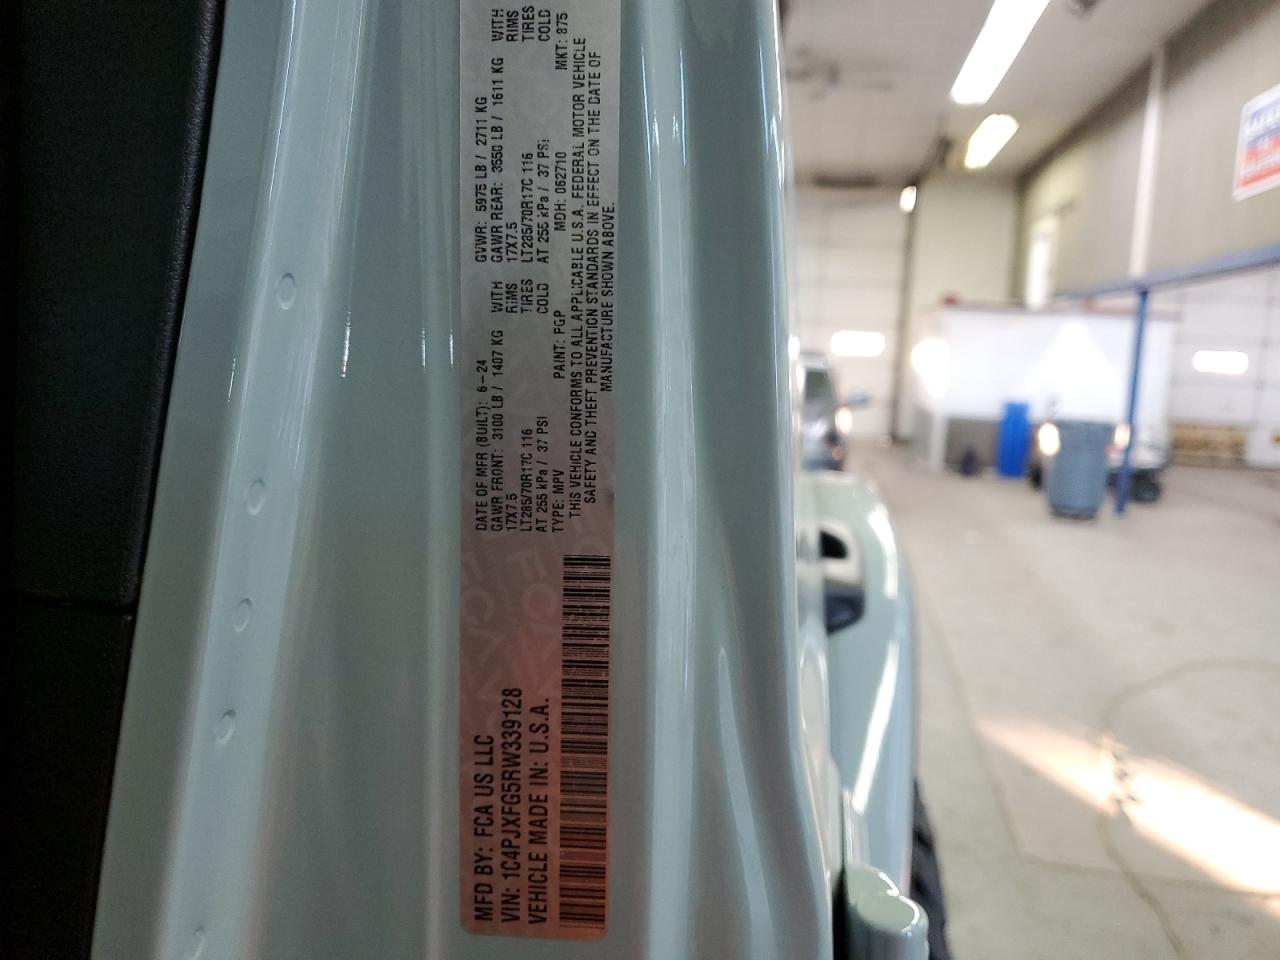 MFD BY: FCA US LLC
VIN: 1C4PJXFG5RW339128
VEHICLE MADE IN: U.S.A.
DATE OF MFR (BUILT): 6-24
GVWR: 5975 LB / 2711 KG
GAWR FRONT: 3100 LB / 1407 KG WITH
17X7.5 RIMS
LT285/70R17C 116 TIRES
AT 255 kPa / 37 PSI COLD
GAWR REAR: 3550 LB / 1611 KG WITH
17X7.5 RIMS
LT285/70R17C 116 TIRES
AT 255 kPa / 37 PSI COLD
TYPE: MPV PAINT: PGP MDH: 062710 MKT: 875
THIS VEHICLE CONFORMS TO ALL APPLICABLE U.S.A. FEDERAL MOTOR VEHICLE
SAFETY AND THEFT PREVENTION STANDARDS IN EFFECT ON THE DATE OF
MANUFACTURE SHOWN ABOVE.